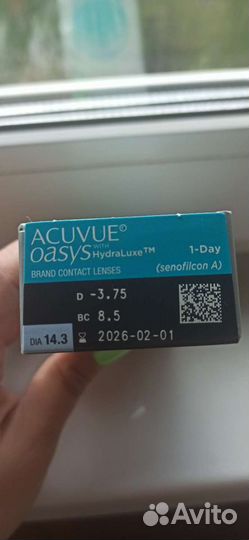 ACUVUE®
oasys WITH HydraLuxe™ 1-Day
(senofilcon A)
BRAND CONTACT LENSES
D -3.75
BC 8.5
DIA 14.3 2026-02-01
Avito